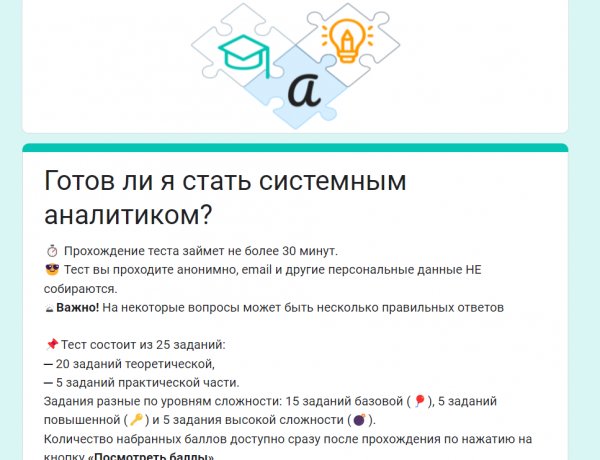 a
Готов ли я стать системным
аналитиком?
⏱ Прохождение теста займет не более 30 минут.
😎 Тест вы проходите анонимно, email и другие персональные данные НЕ
собираются.
Важно! На некоторые вопросы может быть несколько правильных ответов
📌Тест состоит из 25 заданий:
— 20 заданий теоретической,
— 5 заданий практической части.
Задания разные по уровням сложности: 15 заданий базовой (🏓), 5 заданий
повышенной (🔑) и 5 задания высокой сложности (💣).
Количество набранных баллов доступно сразу после прохождения по нажатию на
кнопку «Посмотреть баллы»